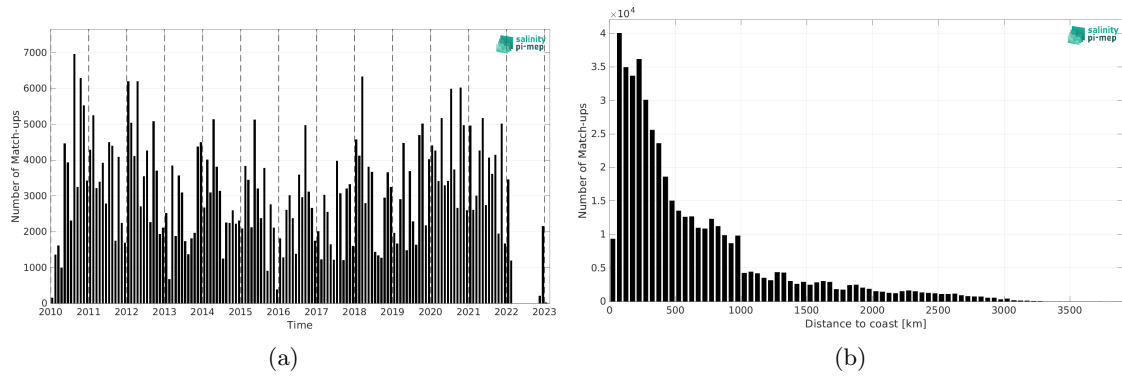 salinity
pi-mep
7000
6000
5000
4000
3000
2000
1000
0
Number of Match-ups
2010 2011 2012 2013 2014 2015 2016 2017 2018 2019 2020 2021 2022 2023
Time
(a)
×10⁴
salinity
pi-mep
4
3.5
3
2.5
2
1.5
1
0.5
0
Number of Match-ups
0 500 1000 1500 2000 2500 3000 3500
Distance to coast [km]
(b)